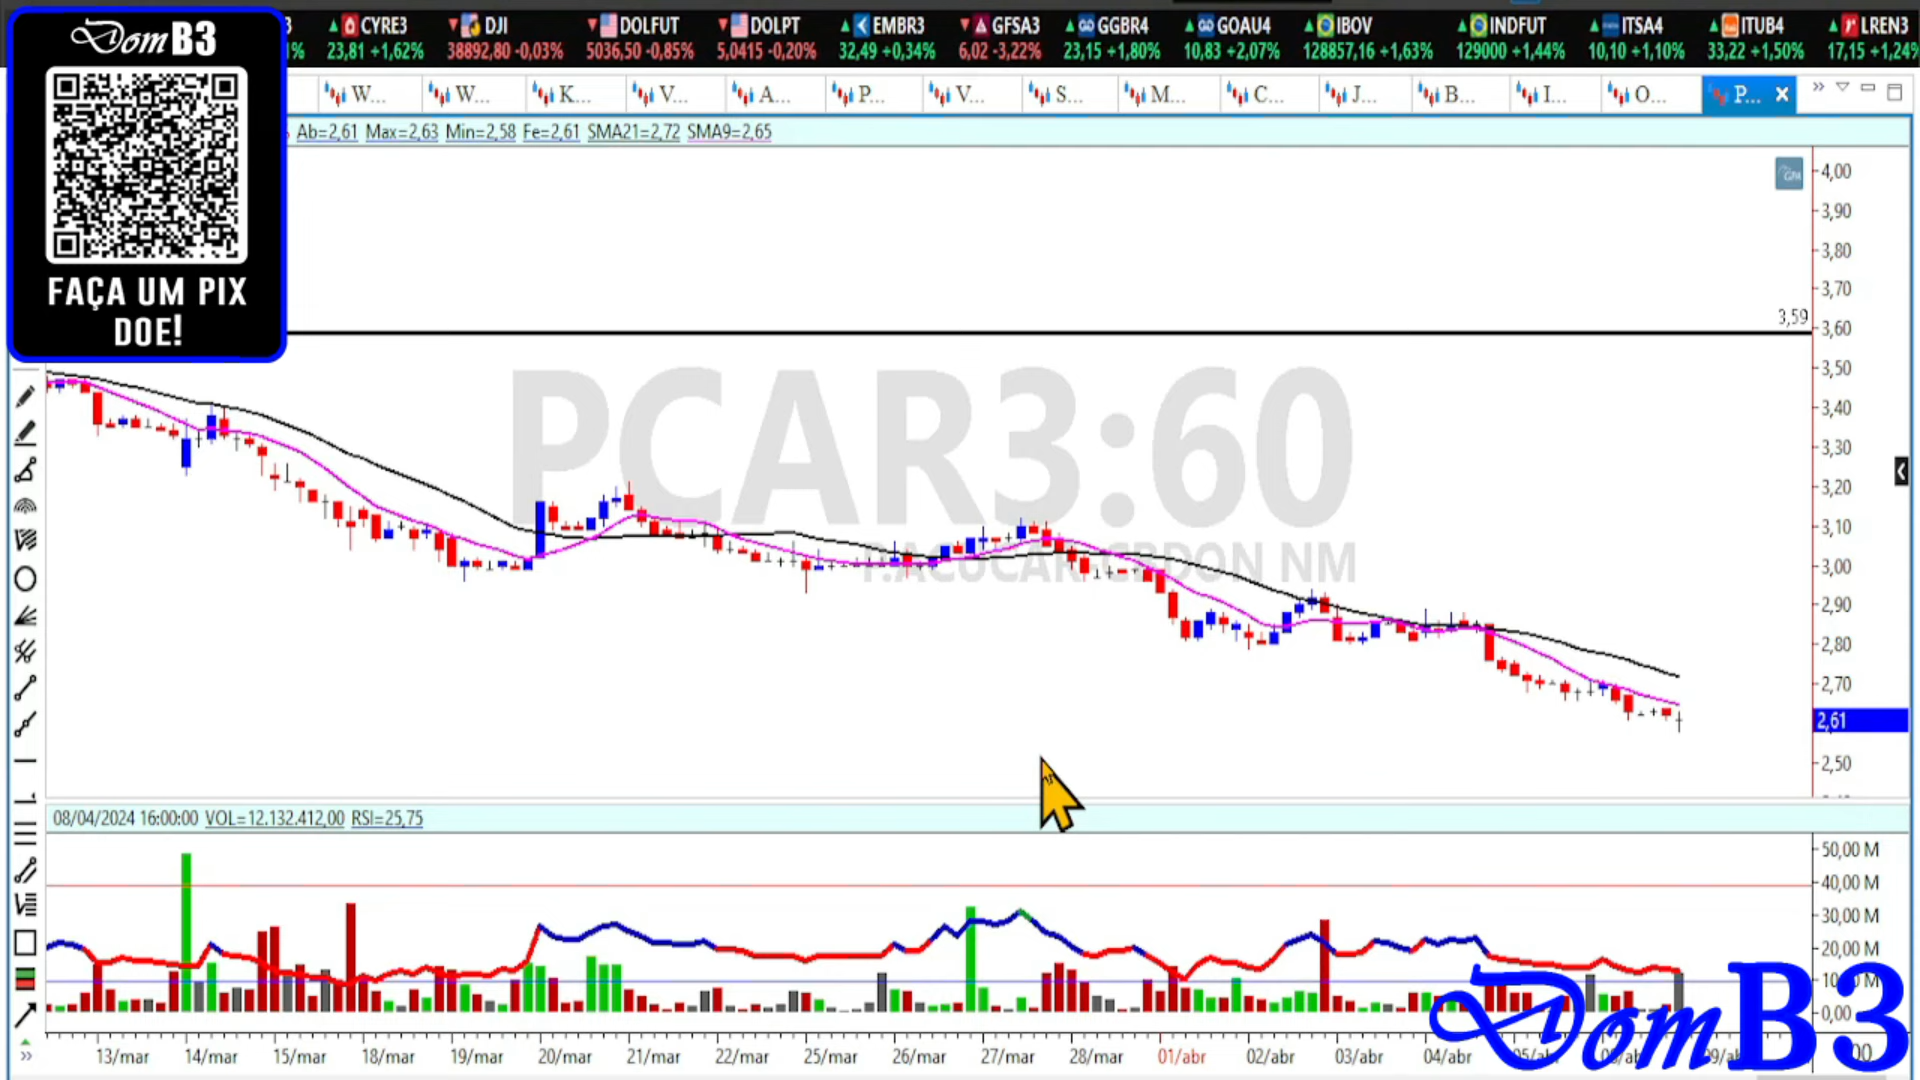 Dom B3
FAÇA UM PIX
DOE!
CYRE3
23,81 +1,62%
DJI
38892,80 -0,03%
DOLFUT
5036,50 -0,85%
DOLPT
5,0415 -0,20%
EMBR3
32,49 +0,34%
GFSA3
6,02 -3,22%
GGBR4
23,15 +1,80%
GOAU4
10,83 +2,07%
IBOV
128857,16 +1,63%
INDFUT
129000 +1,44%
ITSA4
10,10 +1,10%
ITUB4
33,22 +1,50%
LREN3
17,15 +1,24%
W... W... K... V... A... P... V... S... M... C... J... B... I... O... P...
Ab=2,61 Max=2,63 Min=2,58 Fe=2,61 SMA21=2,72 SMA9=2,65
GPA
4,00
3,90
3,80
3,70
3,59
3,60
3,50
3,40
3,30
3,20
3,10
3,00
2,90
2,80
2,70
2,61
2,50
PCAR3:60
P.ACUCAR-CBDON NM
08/04/2024 16:00:00 VOL=12.132.412,00 RSI=25,75
50,00 M
40,00 M
30,00 M
20,00 M
0,00
13/mar 14/mar 15/mar 18/mar 19/mar 20/mar 21/mar 22/mar 25/mar 26/mar 27/mar 28/mar 01/abr 02/abr 03/abr 04/abr
Dom B3